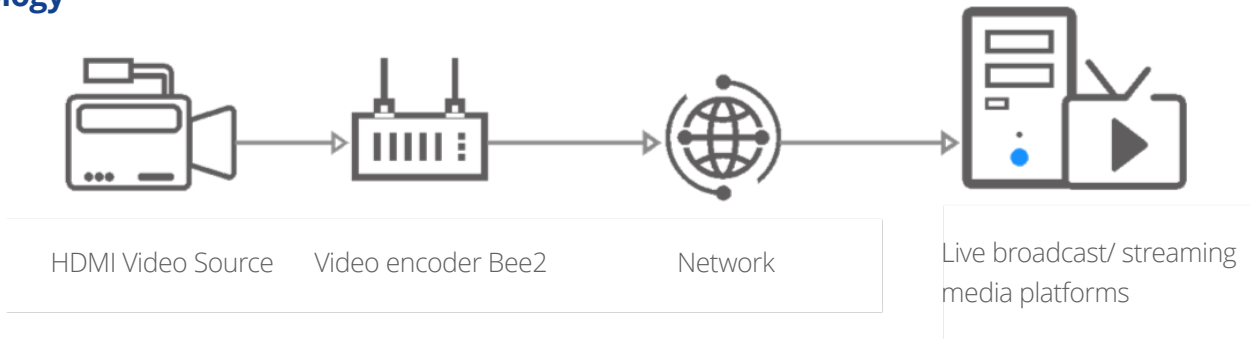 HDMI Video Source
Video encoder Bee2
Network
Live broadcast/ streaming
media platforms